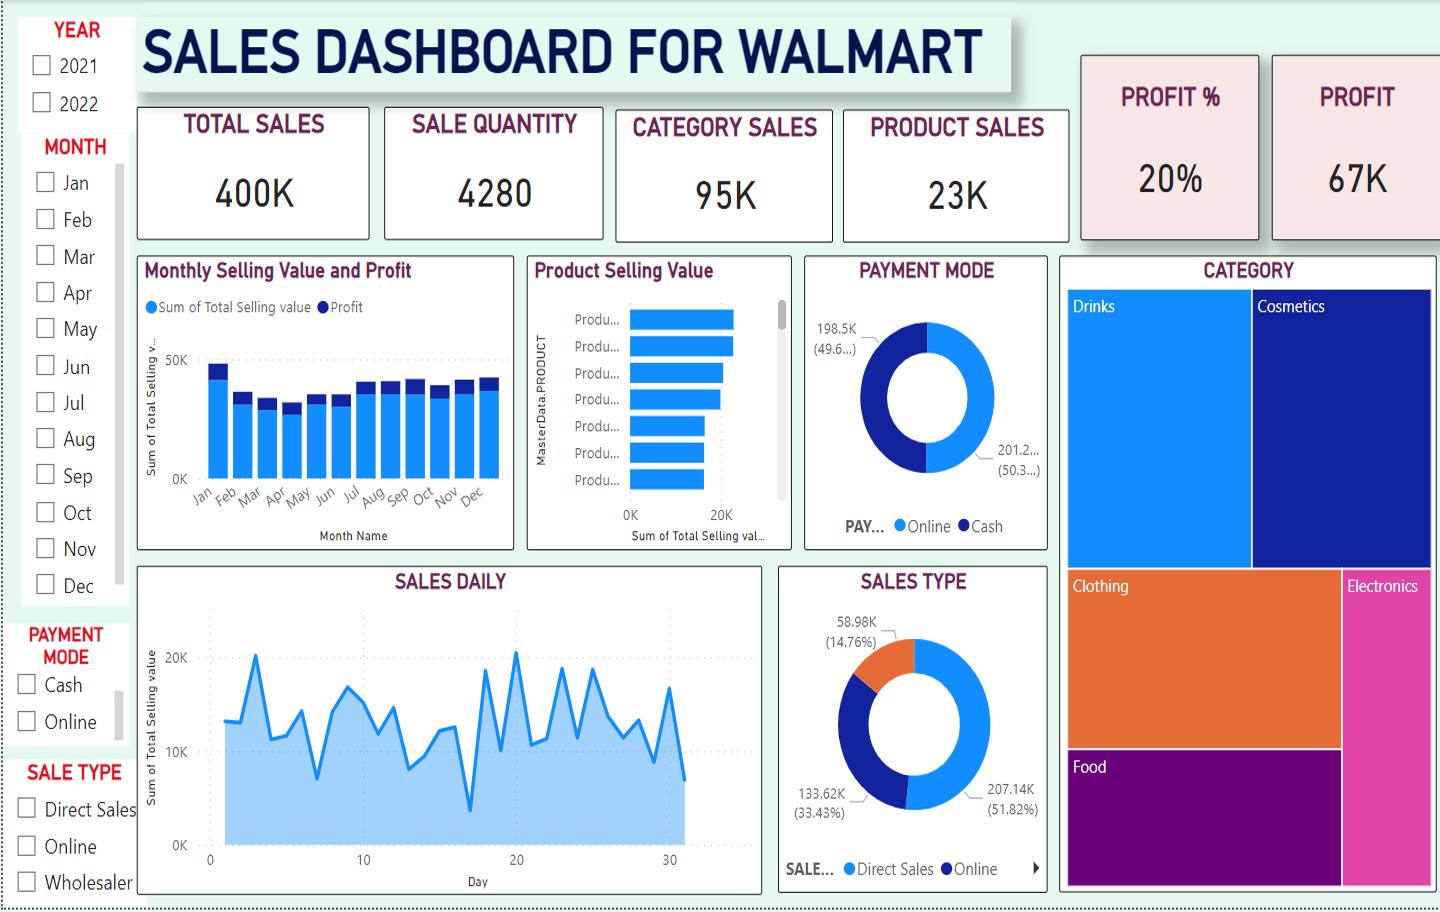 YEAR
2021
2022
MONTH
Jan
Feb
Mar
Apr
May
Jun
Jul
Aug
Sep
Oct
Nov
Dec
PAYMENT
MODE
Cash
Online
SALE TYPE
Direct Sales
Online
Wholesaler
SALES DASHBOARD FOR WALMART
TOTAL SALES
400K
SALE QUANTITY
4280
CATEGORY SALES
95K
PRODUCT SALES
23K
PROFIT %
20%
PROFIT
67K
Monthly Selling Value and Profit
Sum of Total Selling value Profit
Sum of Total Selling v...
50K
0K
Jan Feb Mar Apr May Jun Jul Aug Sep Oct Nov Dec
Month Name
Product Selling Value
MasterData.PRODUCT
Produ...
Produ...
Produ...
Produ...
Produ...
Produ...
Produ...
0K 20K
Sum of Total Selling val...
PAYMENT MODE
198.5K
(49.6...)
201.2...
(50.3...)
PAY... Online Cash
CATEGORY
Drinks
Cosmetics
Clothing
Electronics
Food
SALES DAILY
Sum of Total Selling value
20K
10K
0K
0 10 20 30
Day
SALES TYPE
58.98K
(14.76%)
133.62K
(33.43%)
207.14K
(51.82%)
SALE... Direct Sales Online